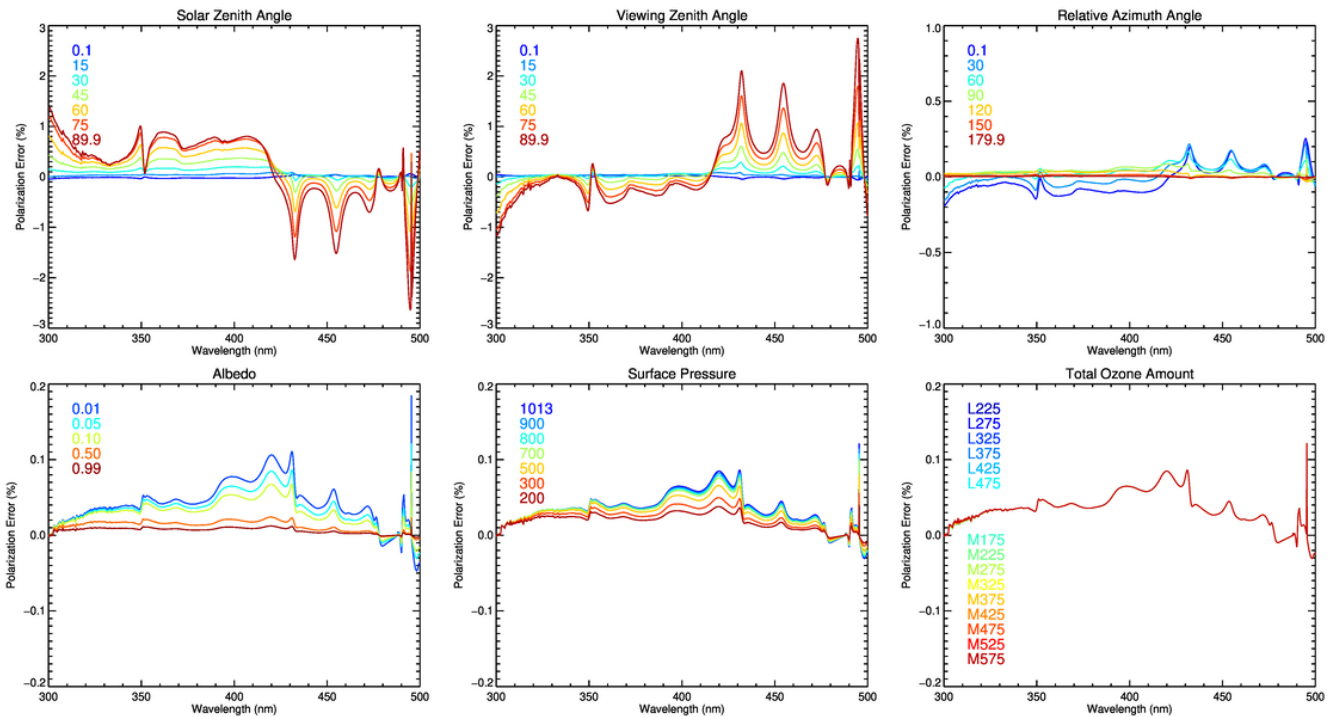 Solar Zenith Angle
3
2
1
0
−1
−2
−3
Polarization Error (%)
0.1
15
30
45
60
75
89.9
300
350
400
450
500
Wavelength (nm)
Viewing Zenith Angle
3
2
1
0
−1
−2
−3
Polarization Error (%)
0.1
15
30
45
60
75
89.9
300
350
400
450
500
Wavelength (nm)
Relative Azimuth Angle
1.0
0.5
0.0
−0.5
−1.0
Polarization Error (%)
0.1
30
60
90
120
150
179.9
300
350
400
450
500
Wavelength (nm)
Albedo
0.2
0.1
0.0
−0.1
−0.2
Polarization Error (%)
0.01
0.05
0.10
0.50
0.99
300
350
400
450
500
Wavelength (nm)
Surface Pressure
0.2
0.1
0.0
−0.1
−0.2
Polarization Error (%)
1013
900
800
700
500
300
200
300
350
400
450
500
Wavelength (nm)
Total Ozone Amount
0.2
0.1
0.0
−0.1
−0.2
Polarization Error (%)
L225
L275
L325
L375
L425
L475
M175
M225
M275
M325
M375
M425
M475
M525
M575
300
350
400
450
500
Wavelength (nm)